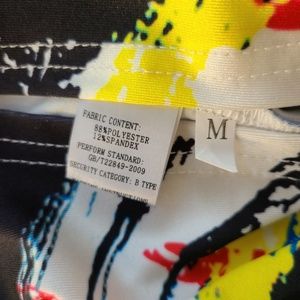 FABRIC CONTENT:
88%POLYESTER
12%SPANDEX
PERFORM STANDARD:
GB/T22849-2009
SECURITY CATEGORY: B TYPE
M